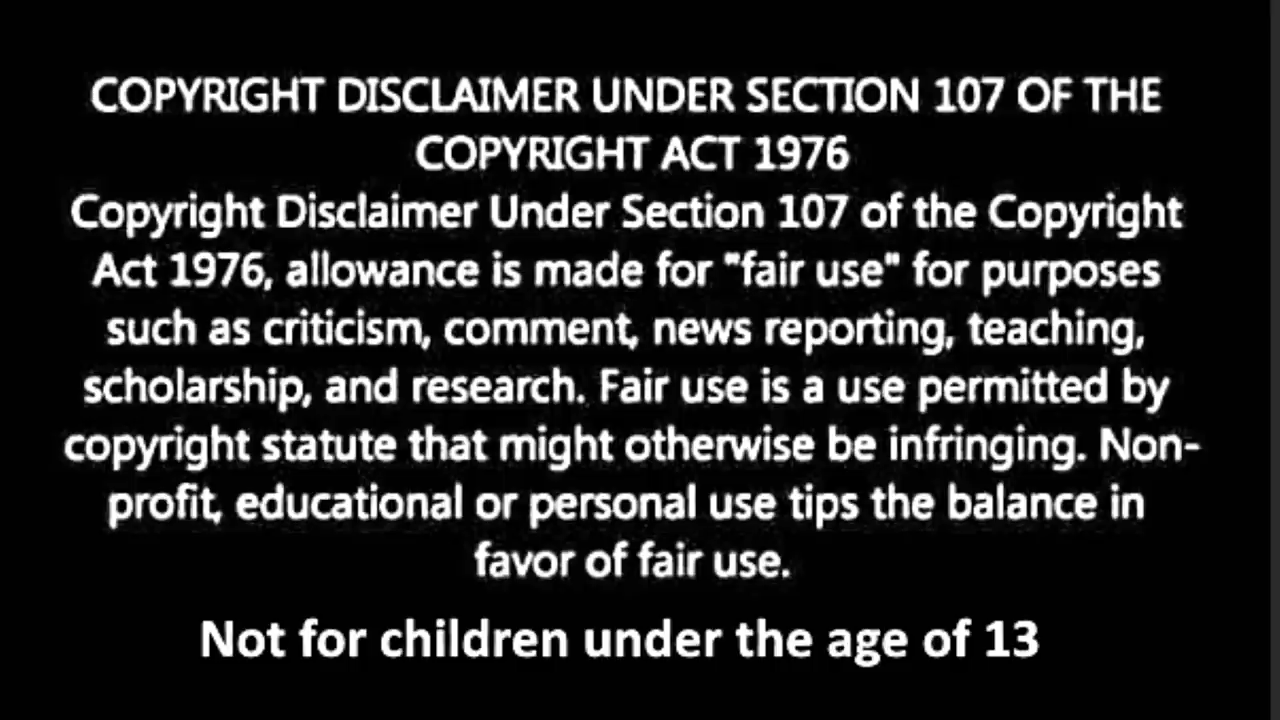 COPYRIGHT DISCLAIMER UNDER SECTION 107 OF THE
COPYRIGHT ACT 1976
Copyright Disclaimer Under Section 107 of the Copyright
Act 1976, allowance is made for "fair use" for purposes
such as criticism, comment, news reporting, teaching,
scholarship, and research. Fair use is a use permitted by
copyright statute that might otherwise be infringing. Non-
profit, educational or personal use tips the balance in
favor of fair use.
Not for children under the age of 13